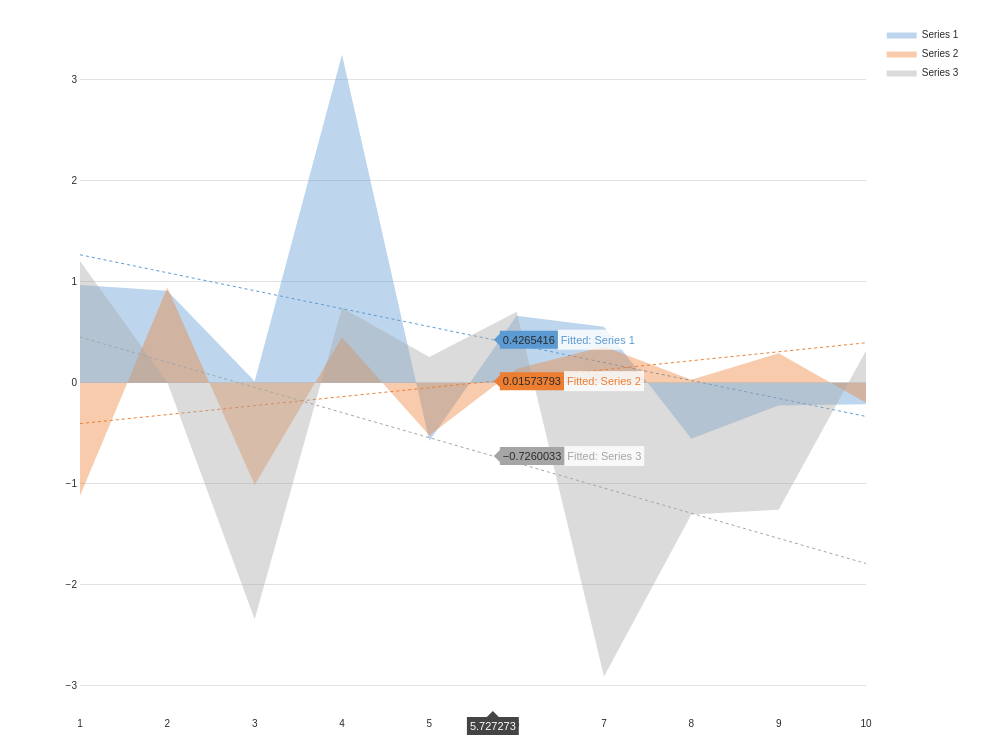 Series 1
Series 2
Series 3
3
2
1
0
−1
−2
−3
0.4265416 Fitted: Series 1
0.01573793 Fitted: Series 2
−0.7260033 Fitted: Series 3
1 2 3 4 5 5.727273 7 8 9 10